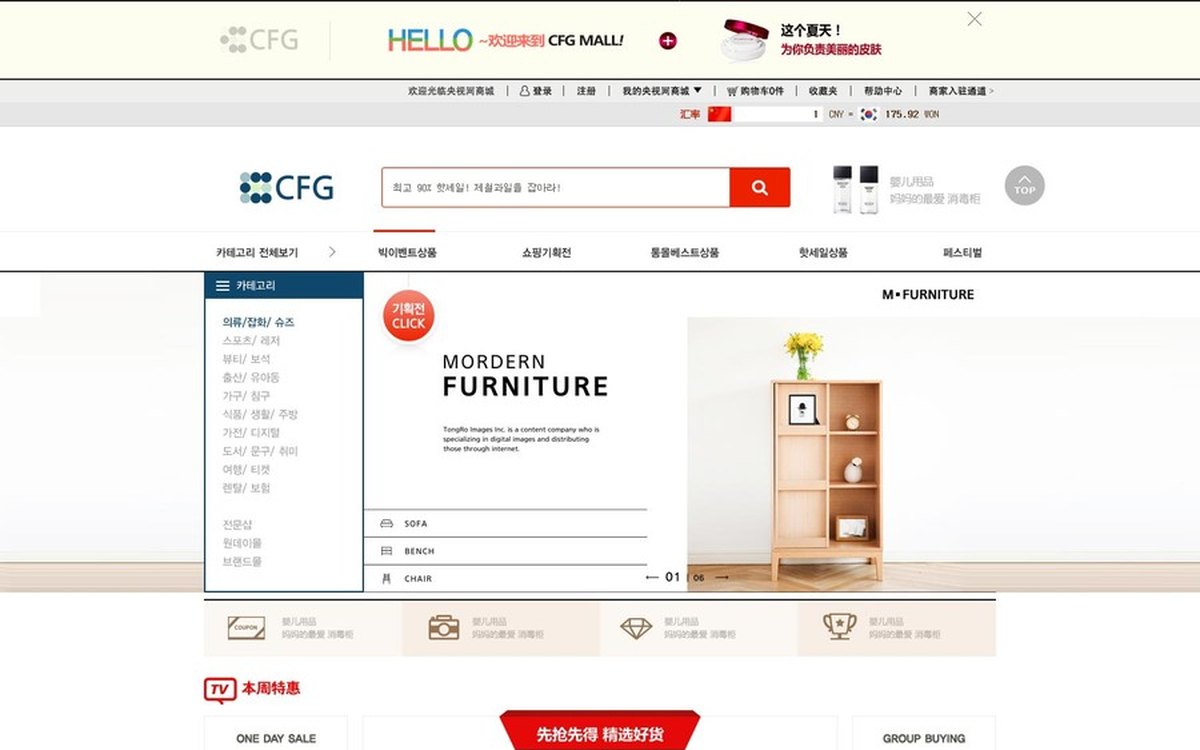 CFG
HELLO ~欢迎来到 CFG MALL!
这个夏天！
为你负责美丽的皮肤
欢迎光临央视网商城 | 登录 | 注册 | 我的央视网商城 ▼ | 购物车0件 | 收藏夹 | 帮助中心 | 商家入驻通道 >
汇率 1 CNY = 175.92 WON
CFG
최고 90% 핫세일! 제철과일를 잡아라!
婴儿用品
妈妈的最爱 消毒柜
TOP
카테고리 전체보기 >
빅이벤트상품
쇼핑기획전
통몰베스트상품
핫세일상품
페스티벌
카테고리
의류/잡화/ 슈즈
스포츠/ 레저
뷰티/ 보석
출산/ 유아동
가구/ 침구
식품/ 생활/ 주방
가전/ 디지털
도서/ 문구/ 취미
여행/ 티켓
렌탈/ 보험
전문샵
원데이몰
브랜드몰
기획전
CLICK
M▪FURNITURE
MORDERN
FURNITURE
TongRo Images Inc. is a content company who is
specializing in digital images and distributing
those through internet.
SOFA
BENCH
CHAIR
01 | 06
COUPON
婴儿用品
妈妈的最爱 消毒柜
婴儿用品
妈妈的最爱 消毒柜
婴儿用品
妈妈的最爱 消毒柜
婴儿用品
妈妈的最爱 消毒柜
TV 本周特惠
ONE DAY SALE
先抢先得 精选好货
GROUP BUYING